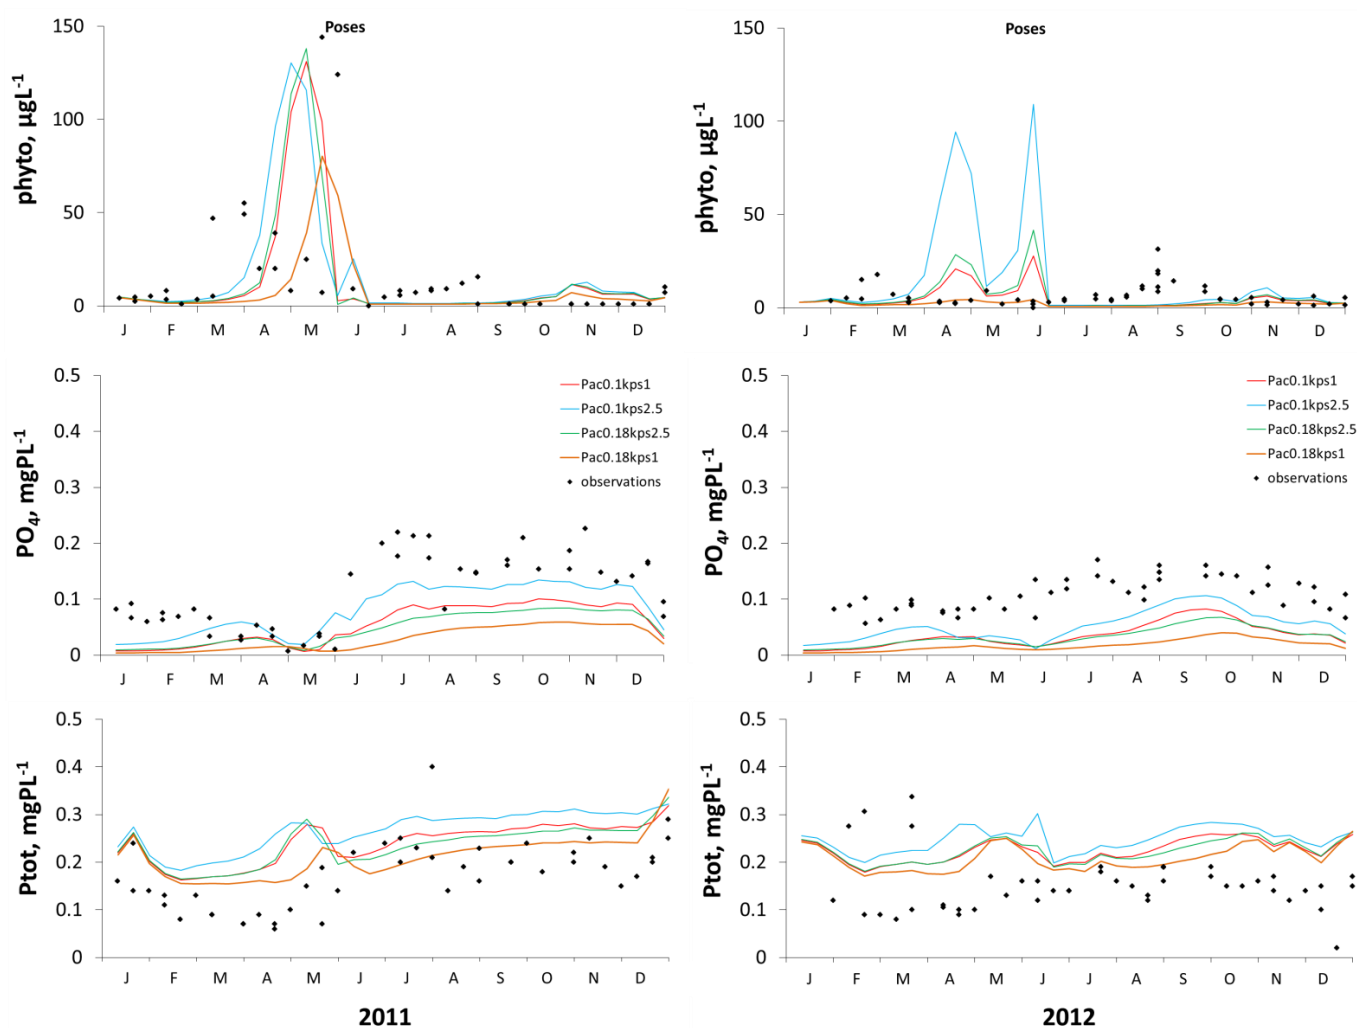 Poses
150
100
50
0
phyto, µgL-1
J F M A M J J A S O N D
Poses
150
100
50
0
phyto, µgL-1
J F M A M J J A S O N D
0.5
0.4
0.3
0.2
0.1
0
PO4, mgPL-1
Pac0.1kps1
Pac0.1kps2.5
Pac0.18kps2.5
Pac0.18kps1
observations
J F M A M J J A S O N D
0.5
0.4
0.3
0.2
0.1
0
PO4, mgPL-1
Pac0.1kps1
Pac0.1kps2.5
Pac0.18kps2.5
Pac0.18kps1
observations
J F M A M J J A S O N D
0.5
0.4
0.3
0.2
0.1
0
Ptot, mgPL-1
J F M A M J J A S O N D
2011
0.5
0.4
0.3
0.2
0.1
0
Ptot, mgPL-1
J F M A M J J A S O N D
2012